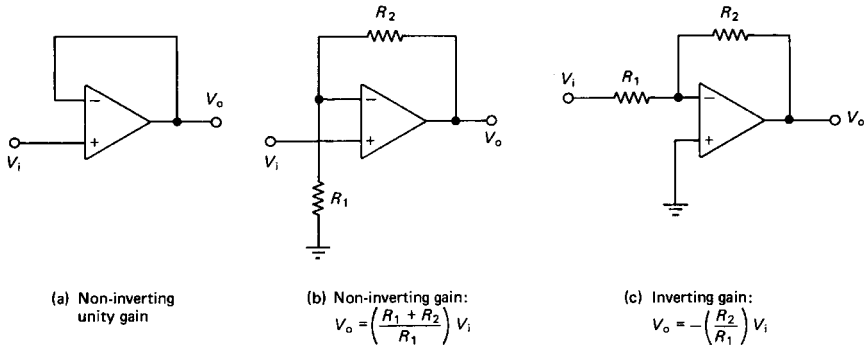 R₂
R₂
Vᵢ
R₁
−
+
Vₒ
Vᵢ
−
+
Vₒ
Vᵢ
R₁
−
+
Vₒ
(a) Non-inverting
unity gain
(b) Non-inverting gain:
Vₒ = ( (R₁ + R₂) / R₁ ) Vᵢ
(c) Inverting gain:
Vₒ = −( R₂ / R₁ ) Vᵢ